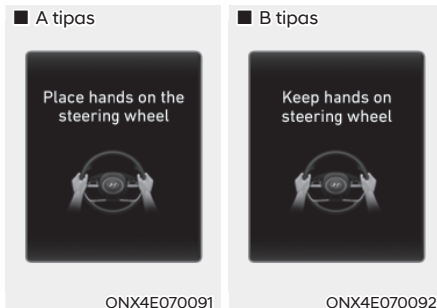 ■ A tipas
Place hands on the
steering wheel
ONX4E070091
■ B tipas
Keep hands on
steering wheel
ONX4E070092